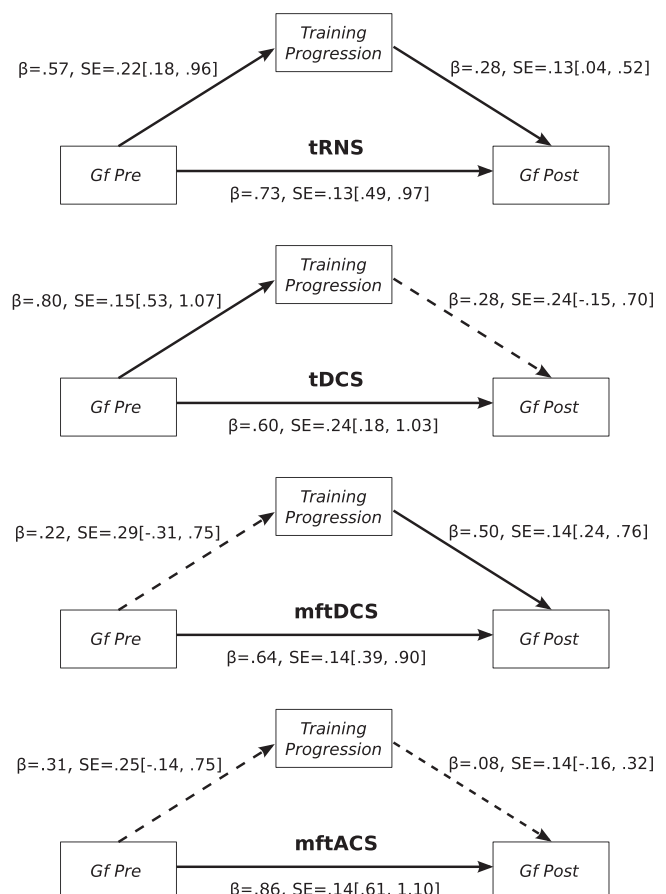 Training
Progression
β=.57, SE=.22[.18, .96]
β=.28, SE=.13[.04, .52]
tRNS
Gf Pre
Gf Post
β=.73, SE=.13[.49, .97]
Training
Progression
β=.80, SE=.15[.53, 1.07]
β=.28, SE=.24[-.15, .70]
tDCS
Gf Pre
Gf Post
β=.60, SE=.24[.18, 1.03]
Training
Progression
β=.22, SE=.29[-.31, .75]
β=.50, SE=.14[.24, .76]
mftDCS
Gf Pre
Gf Post
β=.64, SE=.14[.39, .90]
Training
Progression
β=.31, SE=.25[-.14, .75]
β=.08, SE=.14[-.16, .32]
mftACS
Gf Pre
Gf Post
β=.86, SE=.14[.61, 1.10]